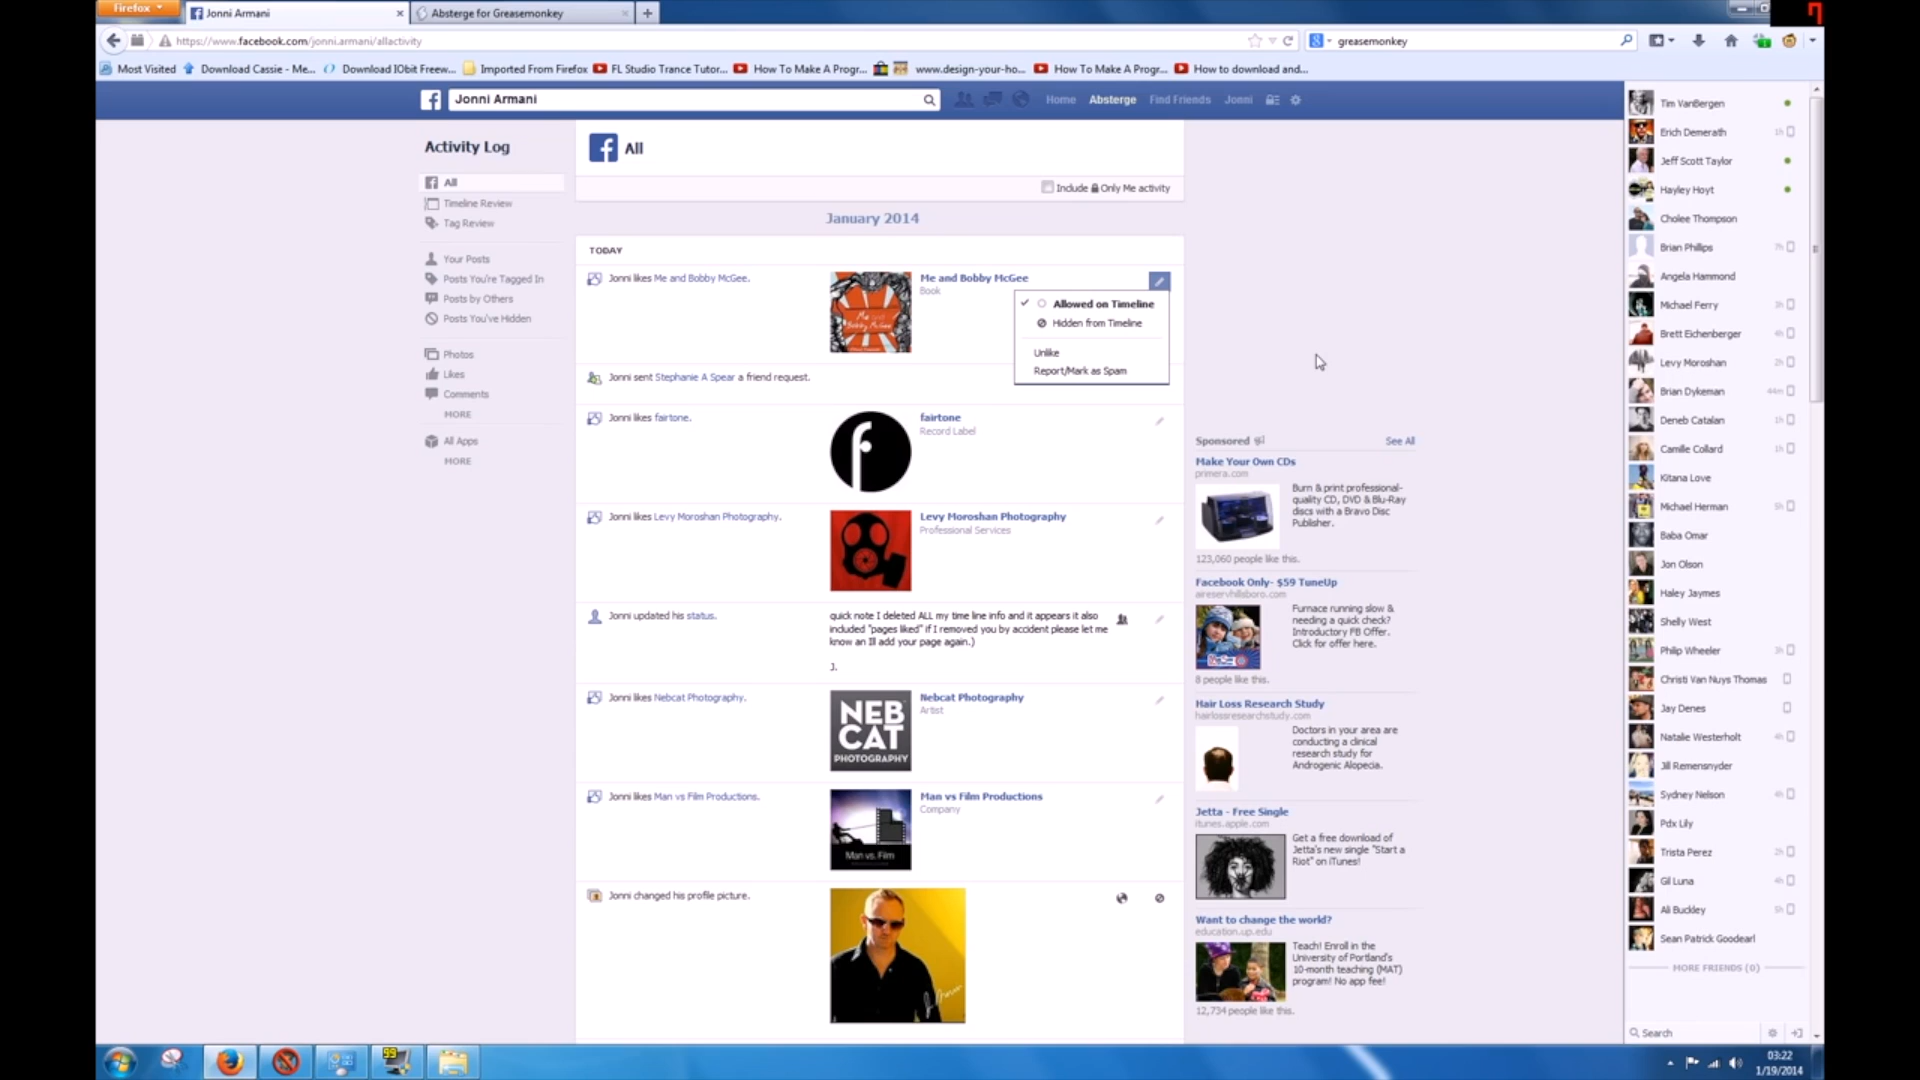 Firefox
Jonni Armani
Absterge for Greasemonkey
https://www.facebook.com/jonni.armani/allactivity
greasemonkey
Most Visited
Download Cassie - Me...
Download IObit Freew...
Imported From Firefox
FL Studio Trance Tutor...
How To Make A Progr...
www.design-your-ho...
How To Make A Progr...
How to download and...
Jonni Armani
Home
Absterge
Find Friends
Jonni
Activity Log
All
Timeline Review
Tag Review
Your Posts
Posts You're Tagged In
Posts by Others
Posts You've Hidden
Photos
Likes
Comments
MORE
All Apps
MORE
All
Include Only Me activity
January 2014
TODAY
Jonni likes Me and Bobby McGee.
Me and Bobby McGee
Book
Allowed on Timeline
Hidden from Timeline
Unlike
Report/Mark as Spam
Jonni sent Stephanie A Spear a friend request.
Jonni likes fairtone.
fairtone
Record Label
Jonni likes Levy Moroshan Photography.
Levy Moroshan Photography
Professional Services
Jonni updated his status.
quick note I deleted ALL my time line info and it appears it also
included "pages liked" if I removed you by accident please let me
know an Ill add your page again.)
J.
Jonni likes Nebcat Photography.
NEB
CAT
PHOTOGRAPHY
Nebcat Photography
Artist
Jonni likes Man vs Film Productions.
Man vs. Film
Man vs Film Productions
Company
Jonni changed his profile picture.
Sponsored
See All
Make Your Own CDs
primera.com
Burn & print professional-
quality CD, DVD & Blu-Ray
discs with a Bravo Disc
Publisher.
123,060 people like this.
Facebook Only- $59 TuneUp
aireservhillsboro.com
Furnace running slow &
needing a quick check?
Introductory FB Offer.
Click for offer here.
8 people like this.
Hair Loss Research Study
hairlossresearchstudy.com
Doctors in your area are
conducting a clinical
research study for
Androgenic Alopecia.
Jetta - Free Single
itunes.apple.com
Get a free download of
Jetta's new single "Start a
Riot" on iTunes!
Want to change the world?
education.up.edu
Teach! Enroll in the
University of Portland's
10-month teaching (MAT)
program! No app fee!
12,734 people like this.
Tim VanBergen
Erich Demerath 1h
Jeff Scott Taylor
Hayley Hoyt
Cholee Thompson
Brian Phillips
Angela Hammond
Michael Ferry
Brett Eichenberger
Levy Moroshan
Brian Dykeman 44m
Deneb Catalan 1h
Camille Collard 1h
Kitana Love
Michael Herman
Baba Omar
Jon Olson
Haley Jaymes
Shelly West
Philip Wheeler
Christi Van Nuys Thomas
Jay Denes
Natalie Westerholt
Jill Remensnyder
Sydney Nelson
Pdx Lily
Trista Perez
Gil Luna
Ali Buckley
Sean Patrick Goodearl
MORE FRIENDS (0)
Search
99
03:22
1/19/2014